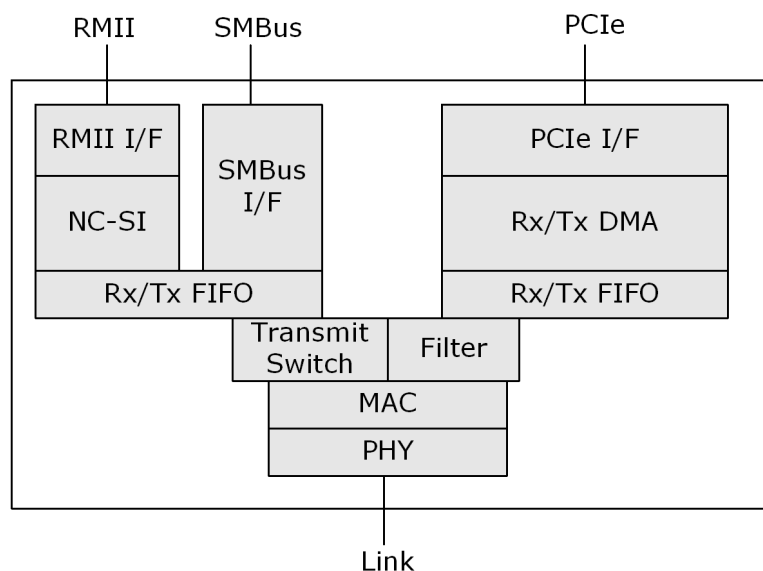 RMII
SMBus
PCIe
RMII I/F
SMBus
I/F
PCIe I/F
NC-SI
Rx/Tx DMA
Rx/Tx FIFO
Rx/Tx FIFO
Transmit
Switch
Filter
MAC
PHY
Link